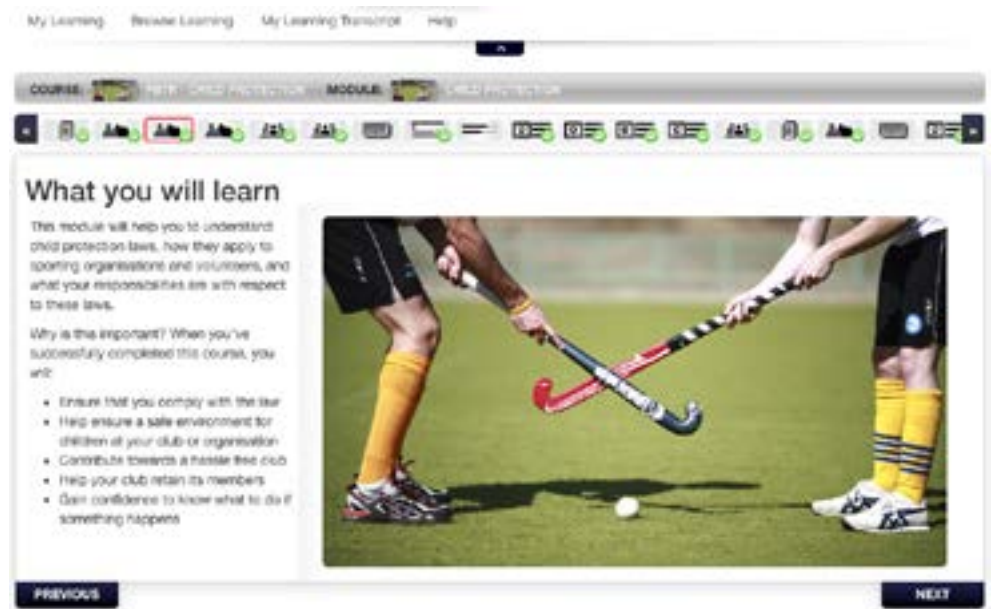 My Learning Browse Learning My Learning Transcript Help
COURSE: CHILD PROTECTION MODULE: CHILD PROTECTION
What you will learn
This module will help you to understand
child protection laws, how they apply to
sporting organisations and volunteers, and
what your responsibilities are with respect
to these laws.
Why is this important? When you've
successfully completed this course, you
will:
• Ensure that you comply with the law
• Help ensure a safe environment for
children at your club or organisation
• Contribute towards a hassle free club
• Help your club retain its members
• Gain confidence to know what to do if
something happens
PREVIOUS NEXT